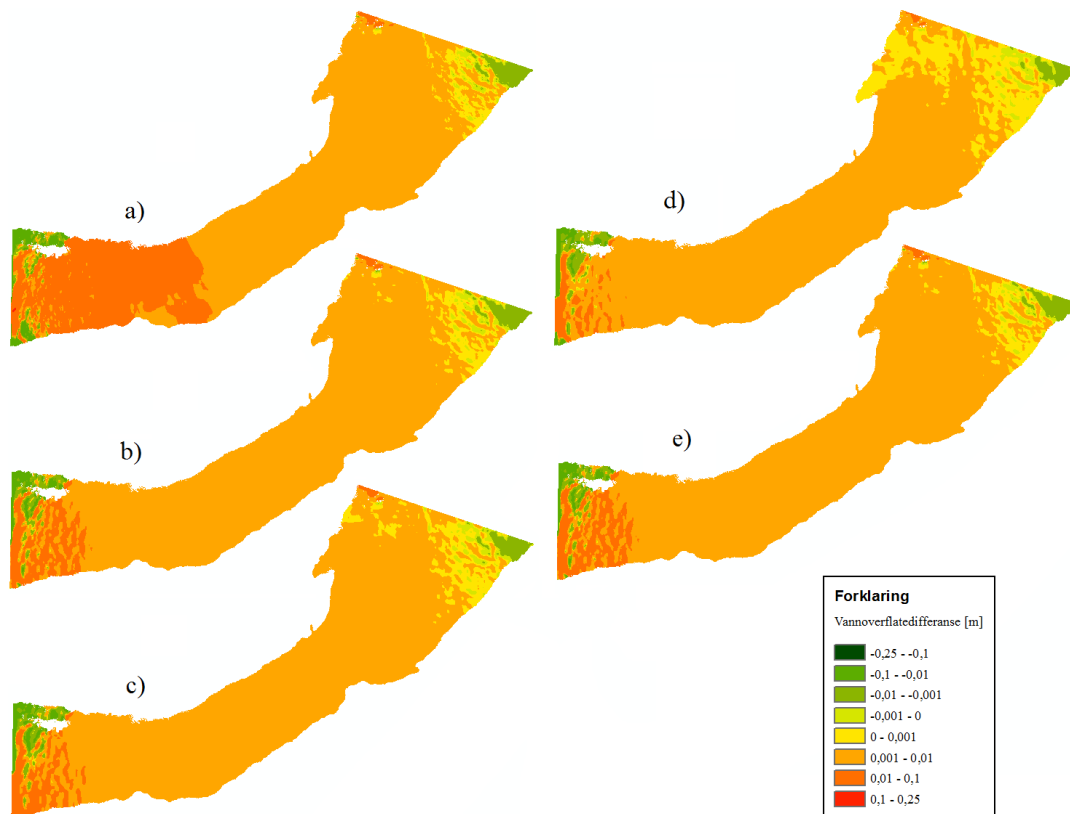 a)
d)
b)
e)
c)
Forklaring
Vannoverflatedifferanse [m]
-0,25 - -0,1
-0,1 - -0,01
-0,01 - -0,001
-0,001 - 0
0 - 0,001
0,001 - 0,01
0,01 - 0,1
0,1 - 0,25